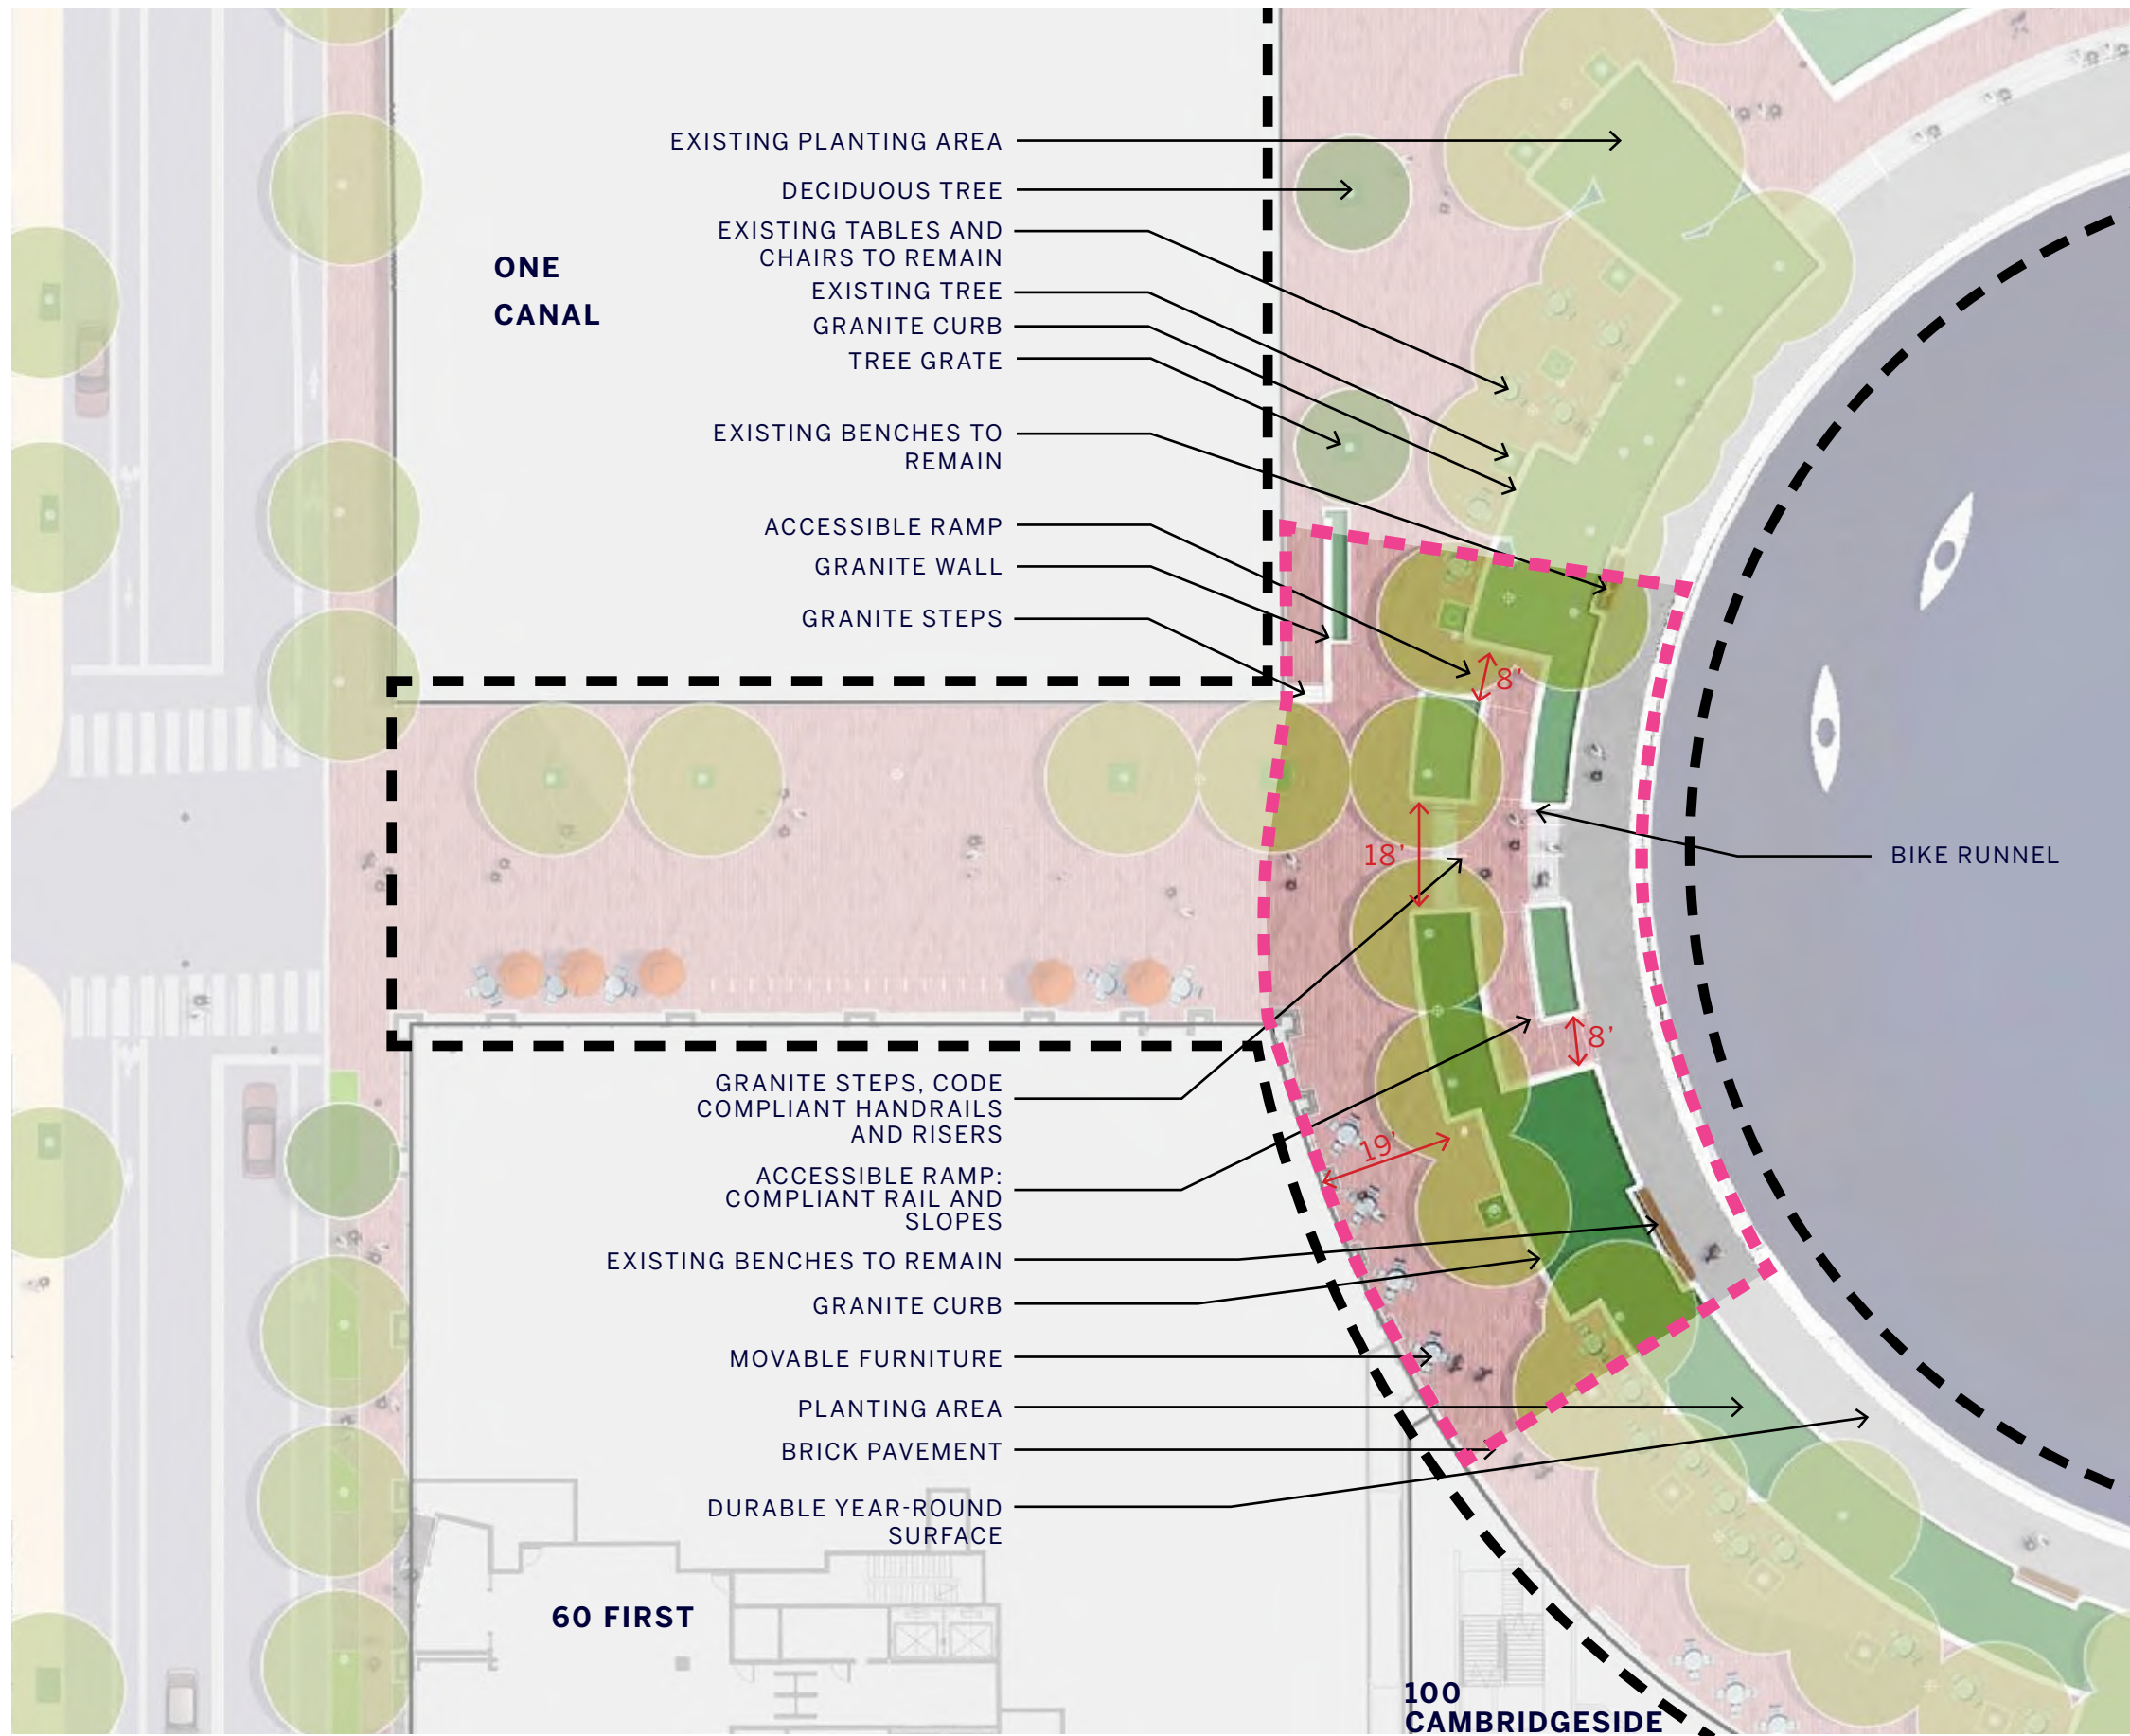 EXISTING PLANTING AREA
DECIDUOUS TREE
EXISTING TABLES AND
CHAIRS TO REMAIN
EXISTING TREE
GRANITE CURB
TREE GRATE
EXISTING BENCHES TO
REMAIN
ACCESSIBLE RAMP
GRANITE WALL
GRANITE STEPS
ONE
CANAL
8'
18'
BIKE RUNNEL
8'
19'
GRANITE STEPS, CODE
COMPLIANT HANDRAILS
AND RISERS
ACCESSIBLE RAMP:
COMPLIANT RAIL AND
SLOPES
EXISTING BENCHES TO REMAIN
GRANITE CURB
MOVABLE FURNITURE
PLANTING AREA
BRICK PAVEMENT
DURABLE YEAR-ROUND
SURFACE
60 FIRST
100
CAMBRIDGESIDE